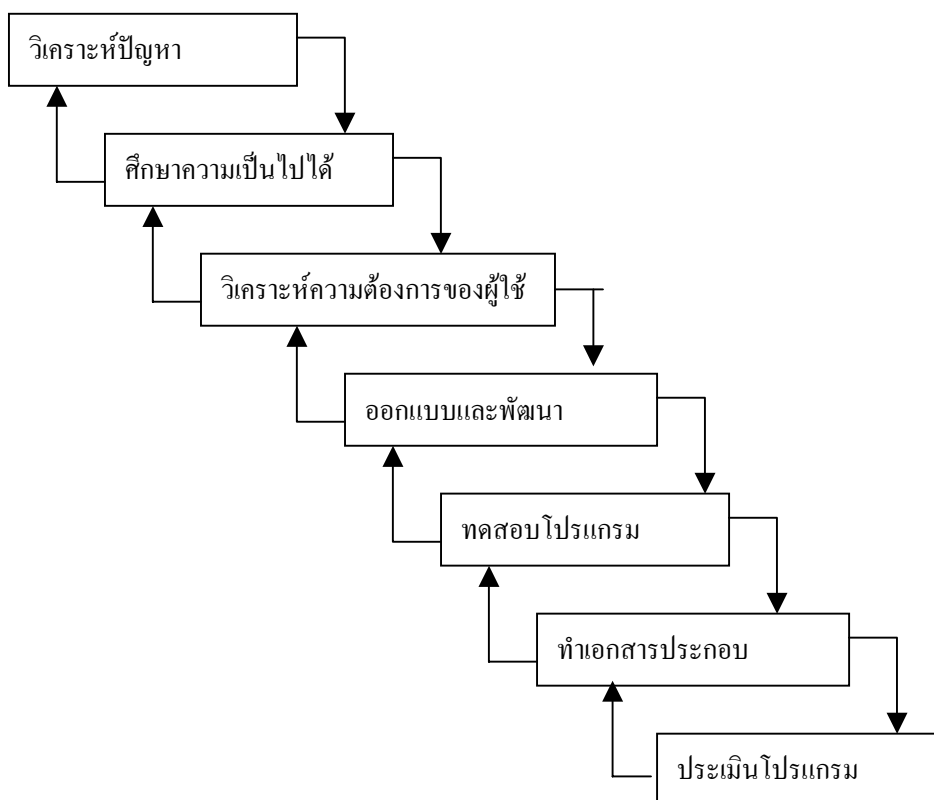 วิเคราะห์ปัญหา
ศึกษาความเป็นไปได้
วิเคราะห์ความต้องการของผู้ใช้
ออกแบบและพัฒนา
ทดสอบโปรแกรม
ทำเอกสารประกอบ
ประเมินโปรแกรม